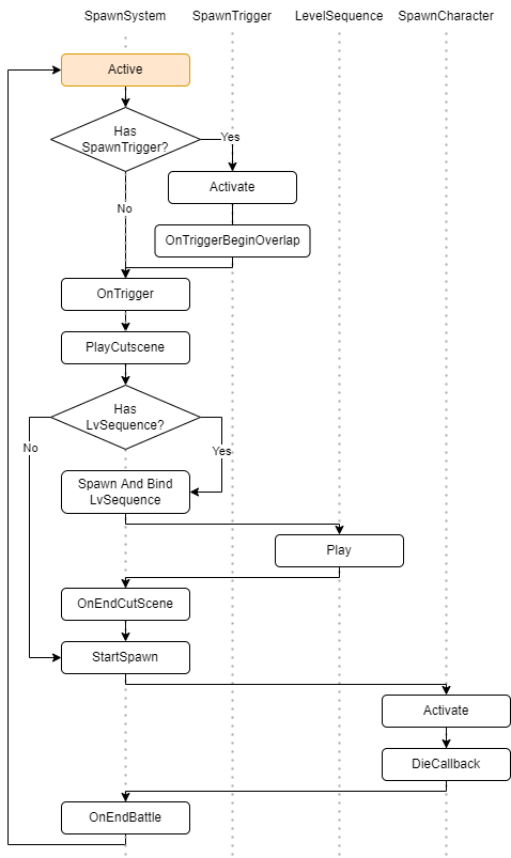 SpawnSystem SpawnTrigger LevelSequence SpawnCharacter
Active
Has
SpawnTrigger?
Yes
Activate
No
OnTriggerBeginOverlap
OnTrigger
PlayCutscene
Has
LvSequence?
No
Yes
Spawn And Bind
LvSequence
Play
OnEndCutScene
StartSpawn
Activate
DieCallback
OnEndBattle